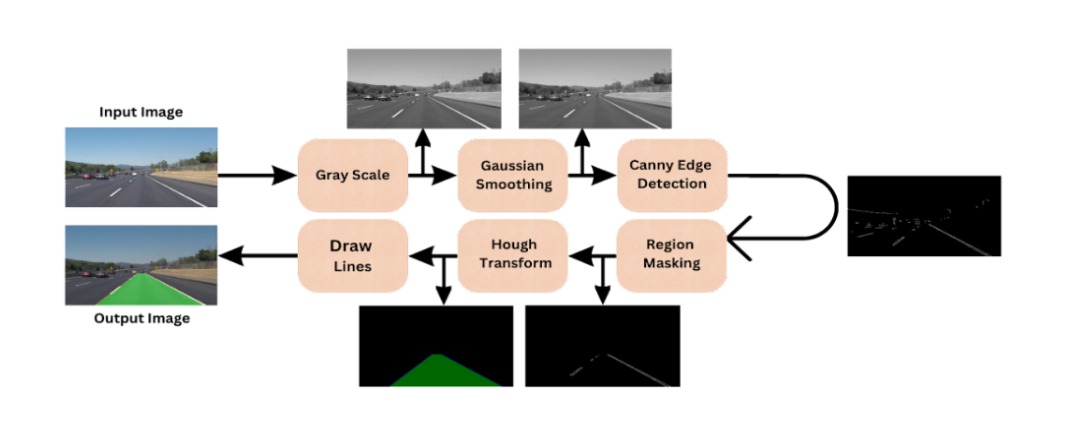 Input Image
Gray Scale
Gaussian
Smoothing
Canny Edge
Detection
Region
Masking
Hough
Transform
Draw
Lines
Output Image